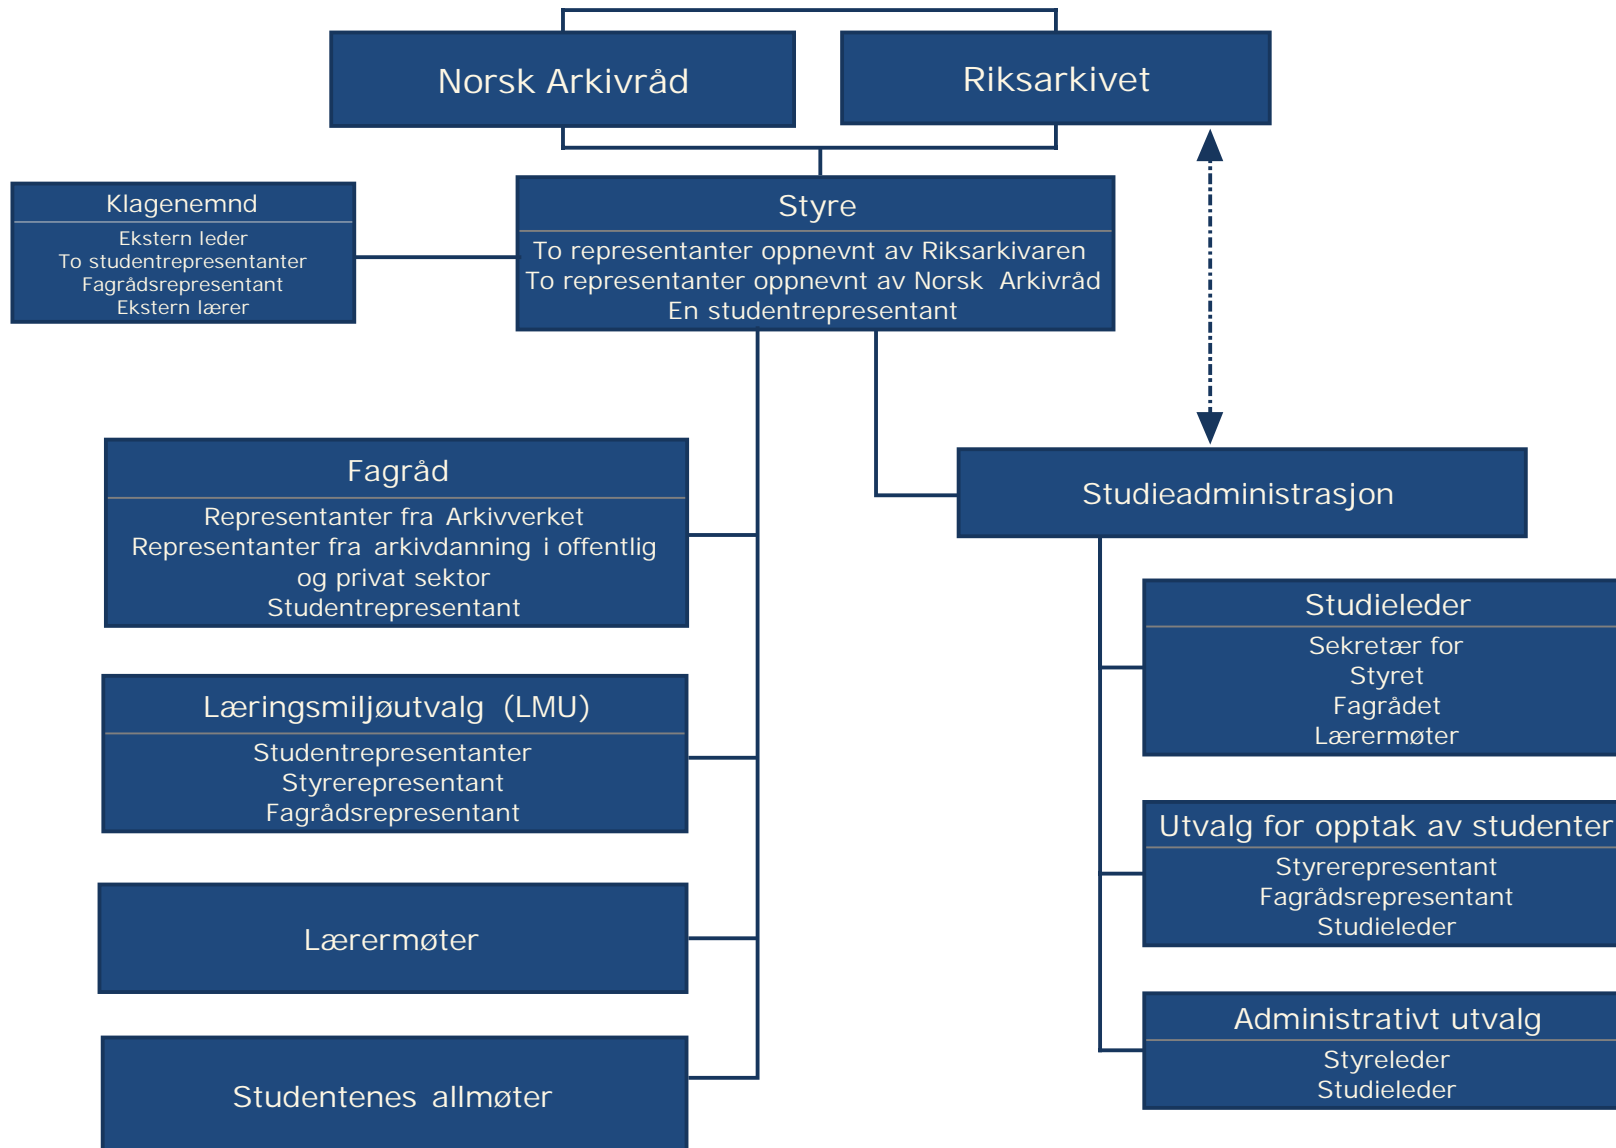 Norsk Arkivråd
Riksarkivet
Klagenemnd
Ekstern leder
To studentrepresentanter
Fagrådsrepresentant
Ekstern lærer
Styre
To representanter oppnevnt av Riksarkivaren
To representanter oppnevnt av Norsk Arkivråd
En studentrepresentant
Fagråd
Representanter fra Arkivverket
Representanter fra arkivdanning i offentlig
og privat sektor
Studentrepresentant
Studieadministrasjon
Læringsmiljøutvalg (LMU)
Studentrepresentanter
Styrerepresentant
Fagrådsrepresentant
Studieleder
Sekretær for
Styret
Fagrådet
Lærermøter
Utvalg for opptak av studenter
Styrerepresentant
Fagrådsrepresentant
Studieleder
Lærermøter
Administrativt utvalg
Styreleder
Studieleder
Studentenes allmøter